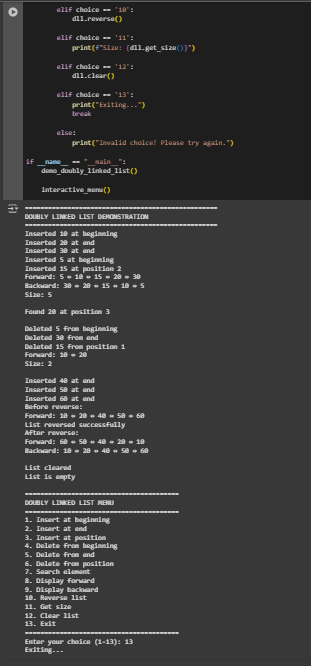 elif choice == '10':
dll.reverse()
elif choice == '11':
print(f"Size: {dll.get_size()}")
elif choice == '12':
dll.clear()
elif choice == '13':
print("Exiting...")
break
else:
print("Invalid choice! Please try again.")
if __name__ == "__main__":
demo_doubly_linked_list()
interactive_menu()
==================================================
DOUBLY LINKED LIST DEMONSTRATION
==================================================
Inserted 10 at beginning
Inserted 20 at end
Inserted 30 at end
Inserted 5 at beginning
Inserted 15 at position 2
Forward: 5 ↔ 10 ↔ 15 ↔ 20 ↔ 30
Backward: 30 ↔ 20 ↔ 15 ↔ 10 ↔ 5
Size: 5
Found 20 at position 3
Deleted 5 from beginning
Deleted 30 from end
Deleted 15 from position 1
Forward: 10 ↔ 20
Size: 2
Inserted 40 at end
Inserted 50 at end
Inserted 60 at end
Before reverse:
Forward: 10 ↔ 20 ↔ 40 ↔ 50 ↔ 60
List reversed successfully
After reverse:
Forward: 60 ↔ 50 ↔ 40 ↔ 20 ↔ 10
Backward: 10 ↔ 20 ↔ 40 ↔ 50 ↔ 60
List cleared
List is empty
========================================
DOUBLY LINKED LIST MENU
========================================
1. Insert at beginning
2. Insert at end
3. Insert at position
4. Delete from beginning
5. Delete from end
6. Delete from position
7. Search element
8. Display forward
9. Display backward
10. Reverse list
11. Get size
12. Clear list
13. Exit
========================================
Enter your choice (1-13): 13
Exiting...